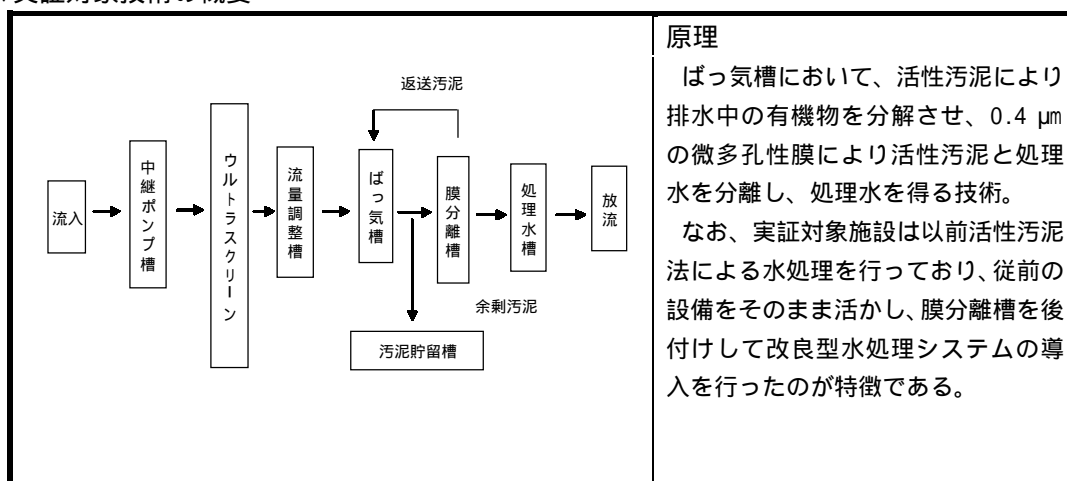 返送汚泥
流入
中継ポンプ槽
ウルトラスクリーン
流量調整槽
ばっ気槽
膜分離槽
処理水槽
放流
余剰汚泥
汚泥貯留槽
原理
ばっ気槽において、活性汚泥により
排水中の有機物を分解させ、0.4 μm
の微多孔性膜により活性汚泥と処理
水を分離し、処理水を得る技術。
なお、実証対象施設は以前活性汚泥
法による水処理を行っており、従前の
設備をそのまま活かし、膜分離槽を後
付けして改良型水処理システムの導
入を行ったのが特徴である。